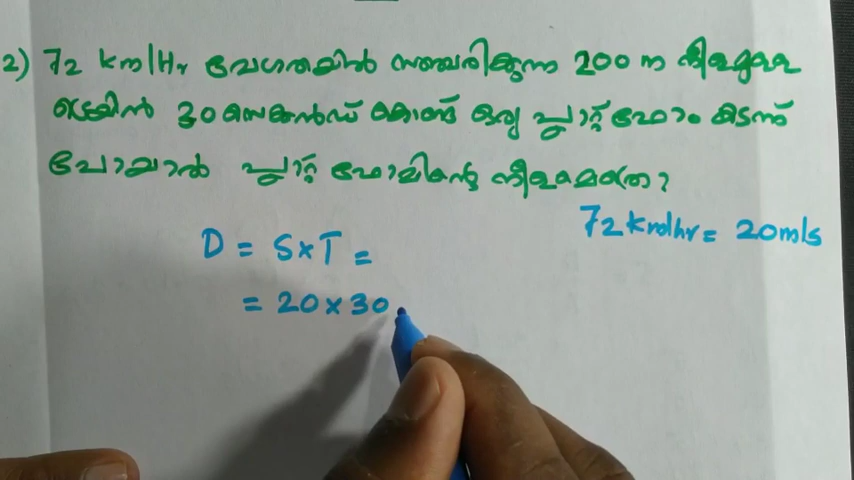 2) 72 km/Hr വേഗതയിൽ സഞ്ചരിക്കുന്ന 200 m നീളമുള്ള
ട്രെയിൻ 30 സെക്കൻഡ് കൊണ്ട് ഒരു പ്ലാറ്റ് ഫോം കടന്ന്
പോയാൽ പ്ലാറ്റ് ഫോമിന്റെ നീളമെത്ര?
72 km/hr = 20 m/s
D = S×T =
= 20 × 30